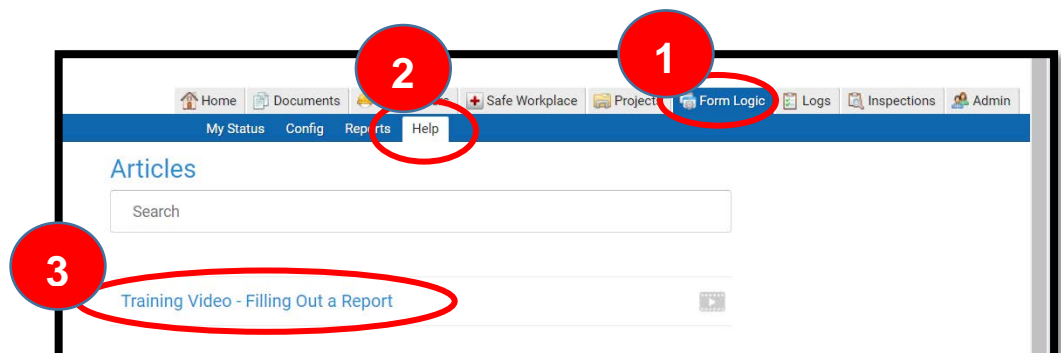 2
1
Home Documents Safe Workplace Projects Form Logic Logs Inspections Admin
My Status Config Reports Help
Articles
Search
3
Training Video - Filling Out a Report